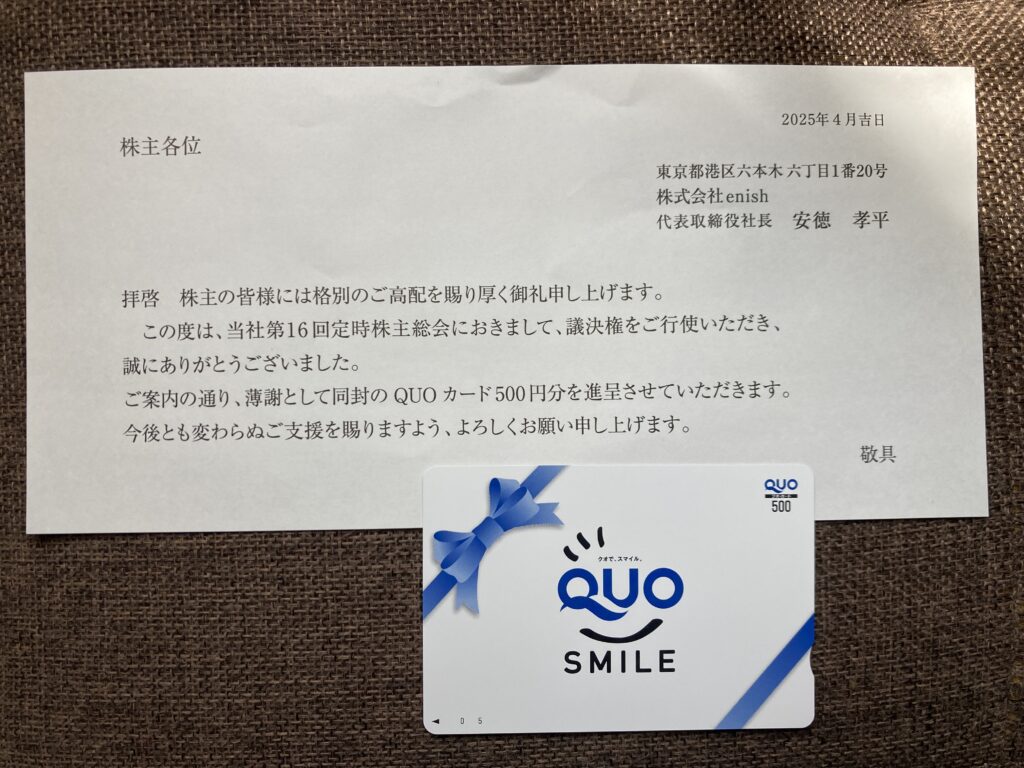 2025年4月吉日
株主各位
東京都港区六本木 六丁目1番20号
株式会社enish
代表取締役社長　安徳　孝平
拝啓　株主の皆様には格別のご高配を賜り厚く御礼申し上げます。
この度は、当社第16回定時株主総会におきまして、議決権をご行使いただき、
誠にありがとうございました。
ご案内の通り、薄謝として同封の QUO カード500円分を進呈させていただきます。
今後とも変わらぬご支援を賜りますよう、よろしくお願い申し上げます。
敬具
QUO
クオ・カード
500
クオで、スマイル。
QUO
SMILE
◀ 0 5